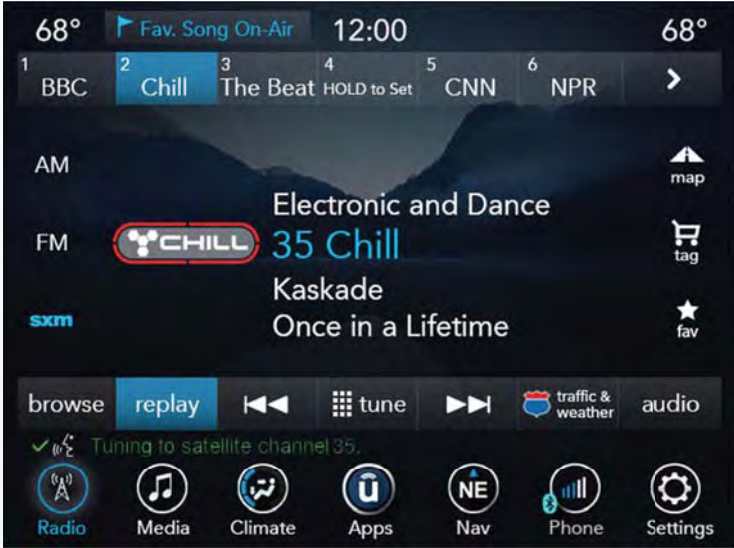 68° Fav. Song On-Air 12:00 68°
1 BBC 2 Chill 3 The Beat 4 HOLD to Set 5 CNN 6 NPR
AM
map
Electronic and Dance
FM CHILL 35 Chill
tag
Kaskade
sxm Once in a Lifetime
fav
browse replay tune traffic & weather audio
Tuning to satellite channel 35.
û NE
Radio Media Climate Apps Nav Phone Settings